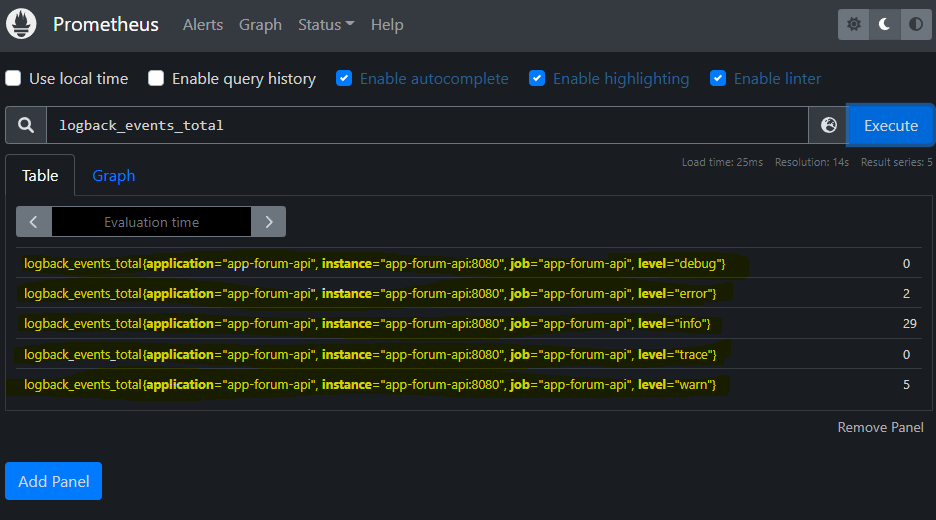 Prometheus Alerts Graph Status Help
Use local time Enable query history Enable autocomplete Enable highlighting Enable linter
logback_events_total Execute
Load time: 25ms Resolution: 14s Result series: 5
Table Graph
Evaluation time
logback_events_total{application="app-forum-api", instance="app-forum-api:8080", job="app-forum-api", level="debug"} 0
logback_events_total{application="app-forum-api", instance="app-forum-api:8080", job="app-forum-api", level="error"} 2
logback_events_total{application="app-forum-api", instance="app-forum-api:8080", job="app-forum-api", level="info"} 29
logback_events_total{application="app-forum-api", instance="app-forum-api:8080", job="app-forum-api", level="trace"} 0
logback_events_total{application="app-forum-api", instance="app-forum-api:8080", job="app-forum-api", level="warn"} 5
Remove Panel
Add Panel